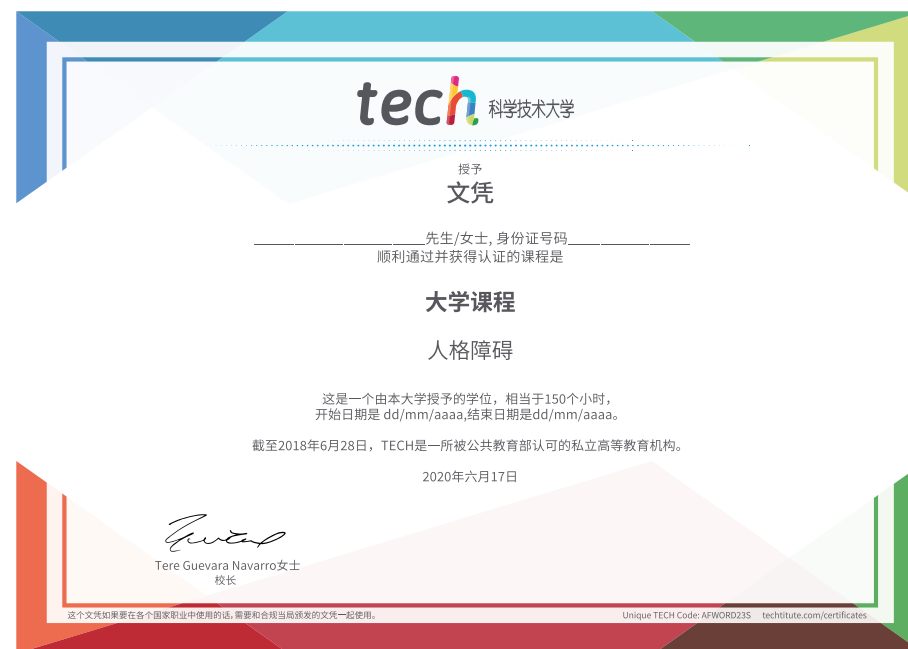 tech 科学技术大学
授予
文凭
____________________先生/女士, 身份证号码______________
顺利通过并获得认证的课程是
大学课程
人格障碍
这是一个由本大学授予的学位，相当于150个小时，
开始日期是 dd/mm/aaaa,结束日期是dd/mm/aaaa。
截至2018年6月28日，TECH是一所被公共教育部认可的私立高等教育机构。
2020年六月17日
Tere Guevara Navarro女士
校长
这个文凭如果要在各个国家职业中使用的话,需要和合规当局颁发的文凭一起使用。
Unique TECH Code: AFWORD23S techtitute.com/certificates